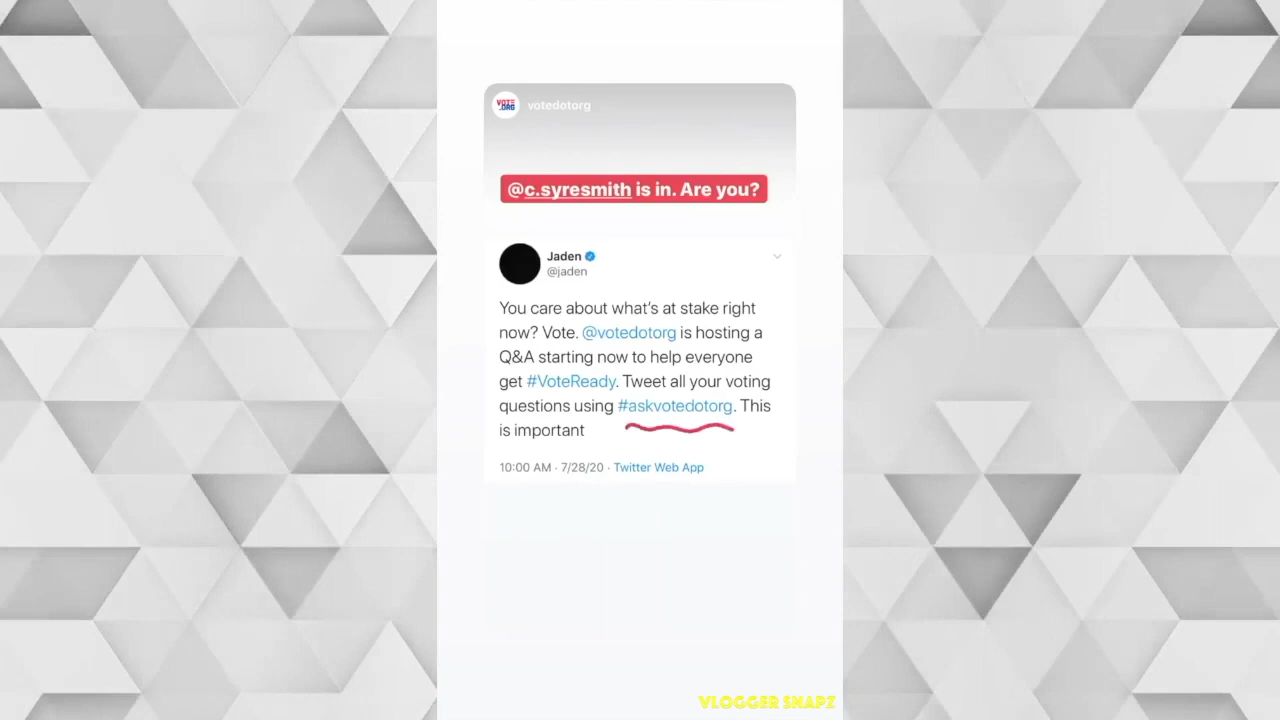 VOTE
.ORG
votedotorg
@c.syresmith is in. Are you?
Jaden
@jaden
You care about what's at stake right
now? Vote. @votedotorg is hosting a
Q&A starting now to help everyone
get #VoteReady. Tweet all your voting
questions using #askvotedotorg. This
is important
10:00 AM · 7/28/20 · Twitter Web App
VLOGGER SNAPZ